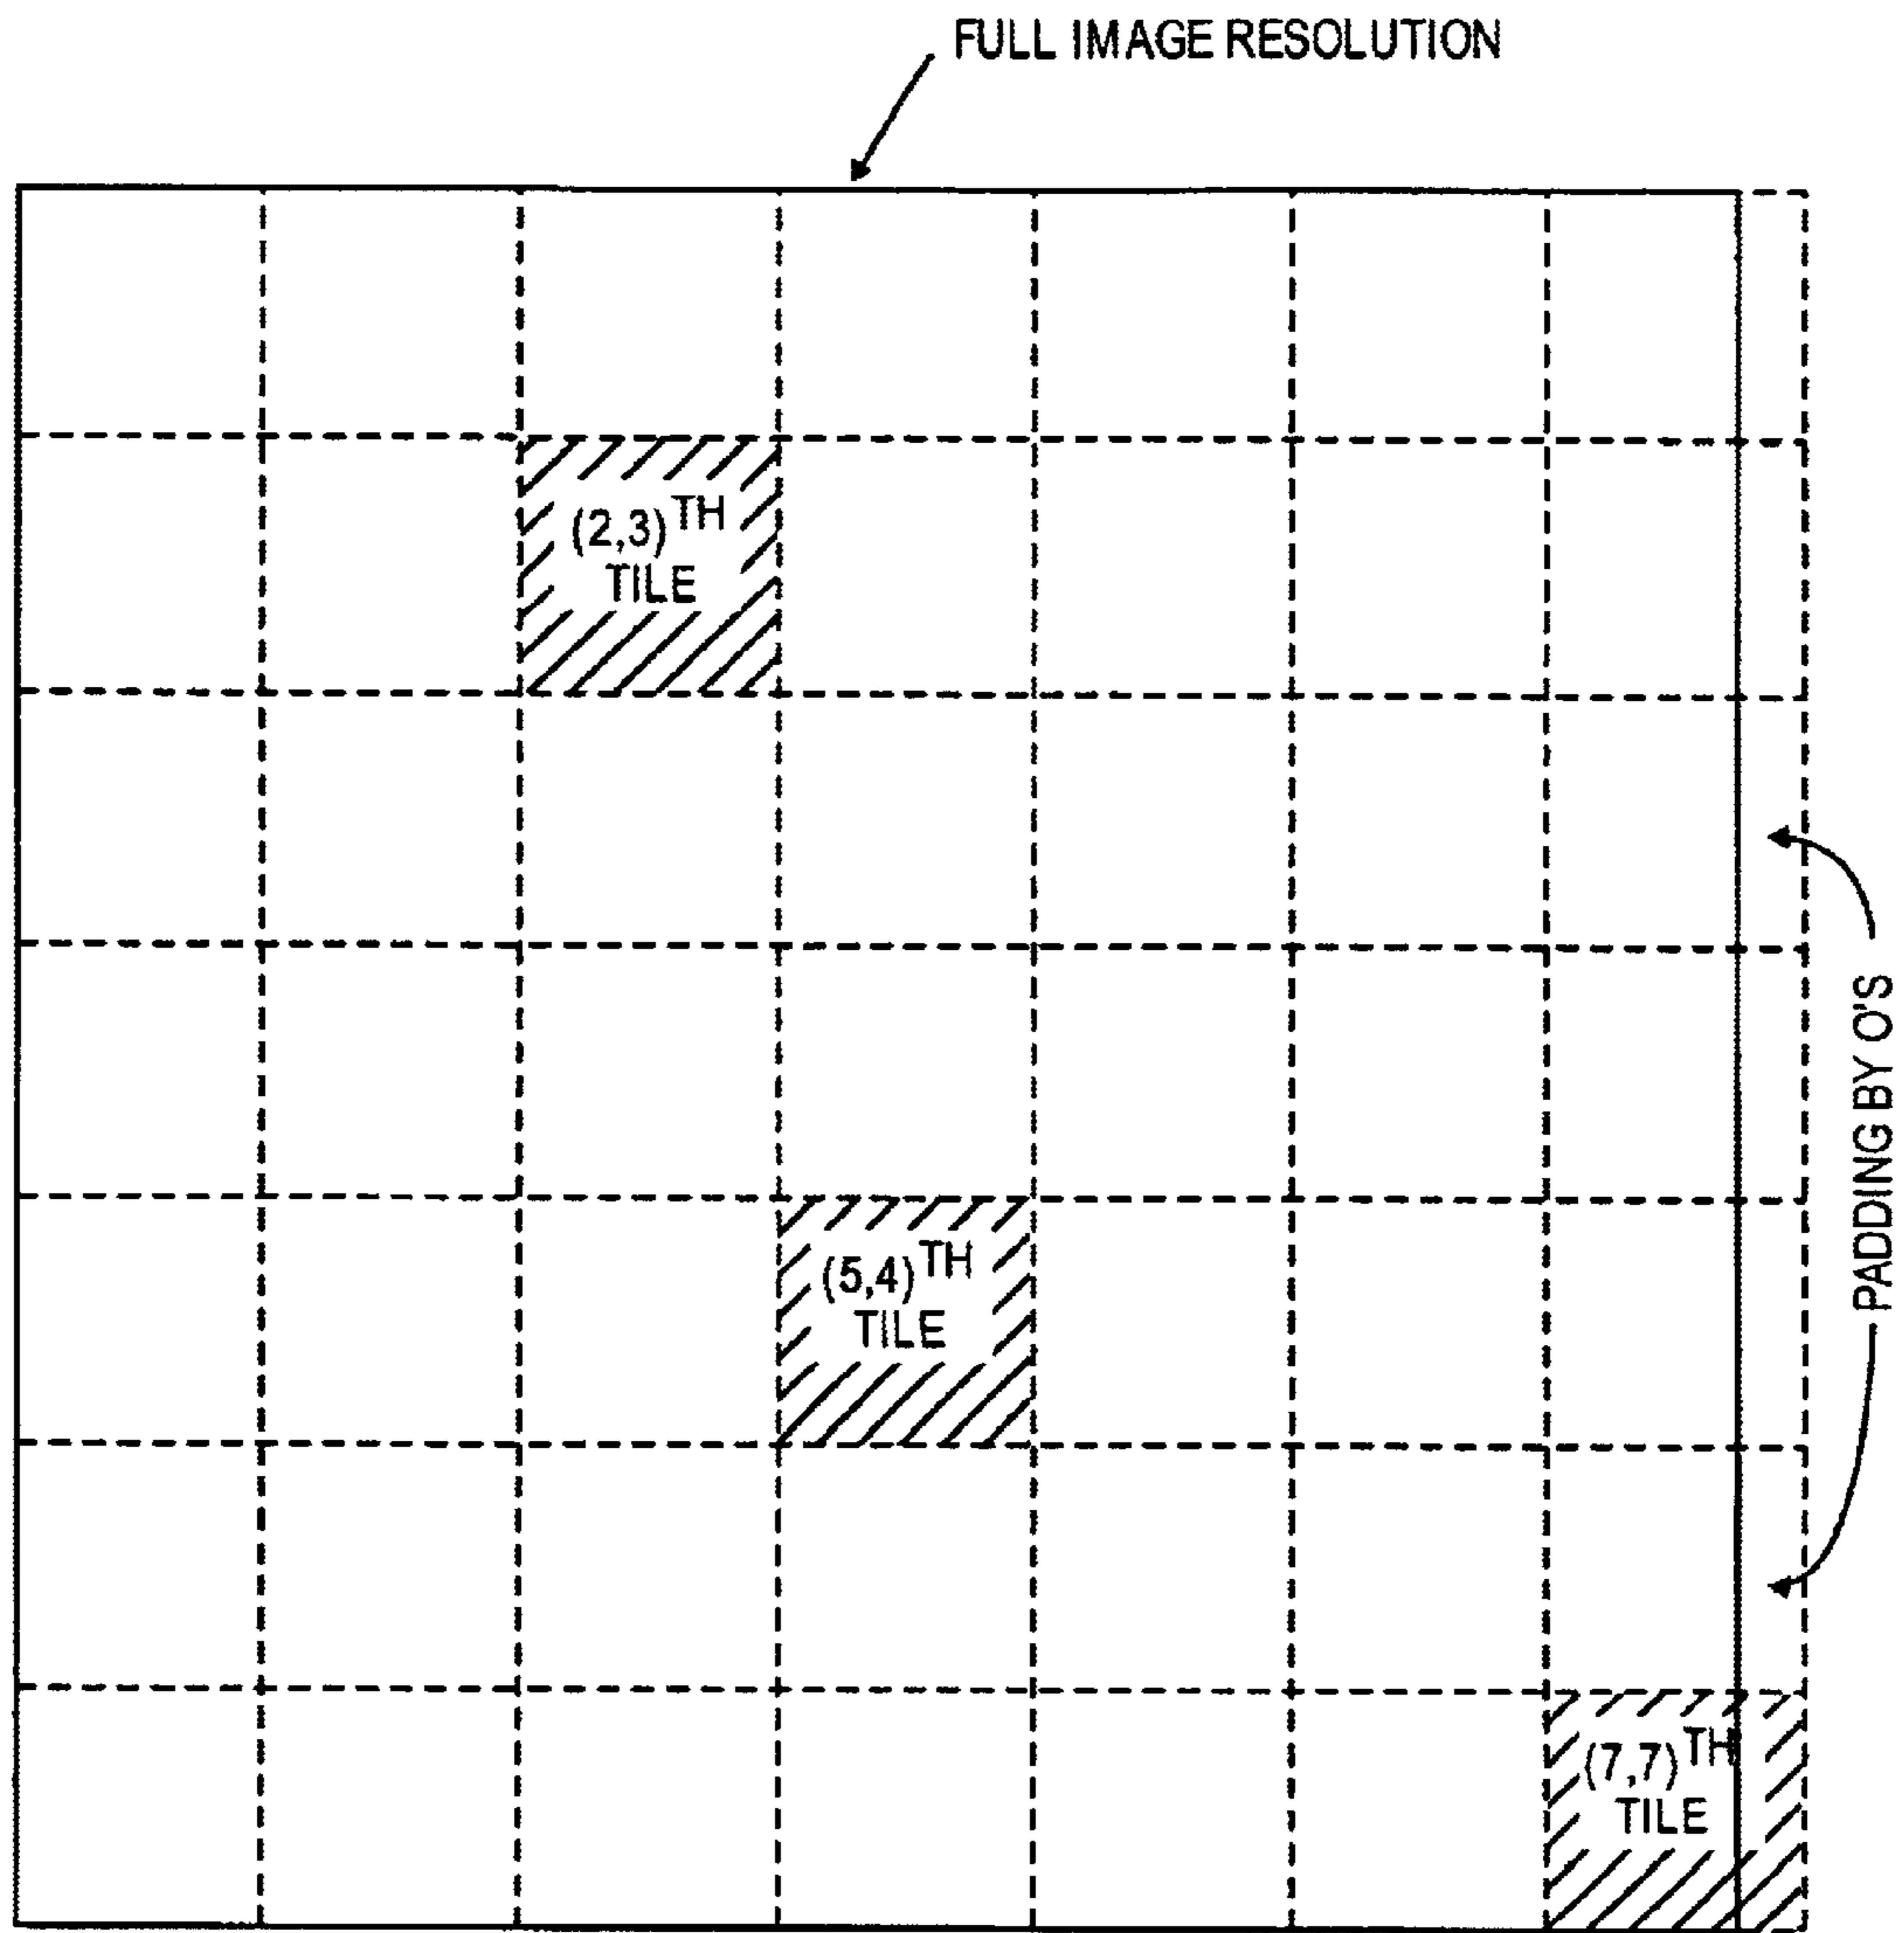 FULL IMAGE RESOLUTION
(2,3)TH
TILE
PADDING BY O'S
(5,4)TH
TILE
(7,7)TH
TILE